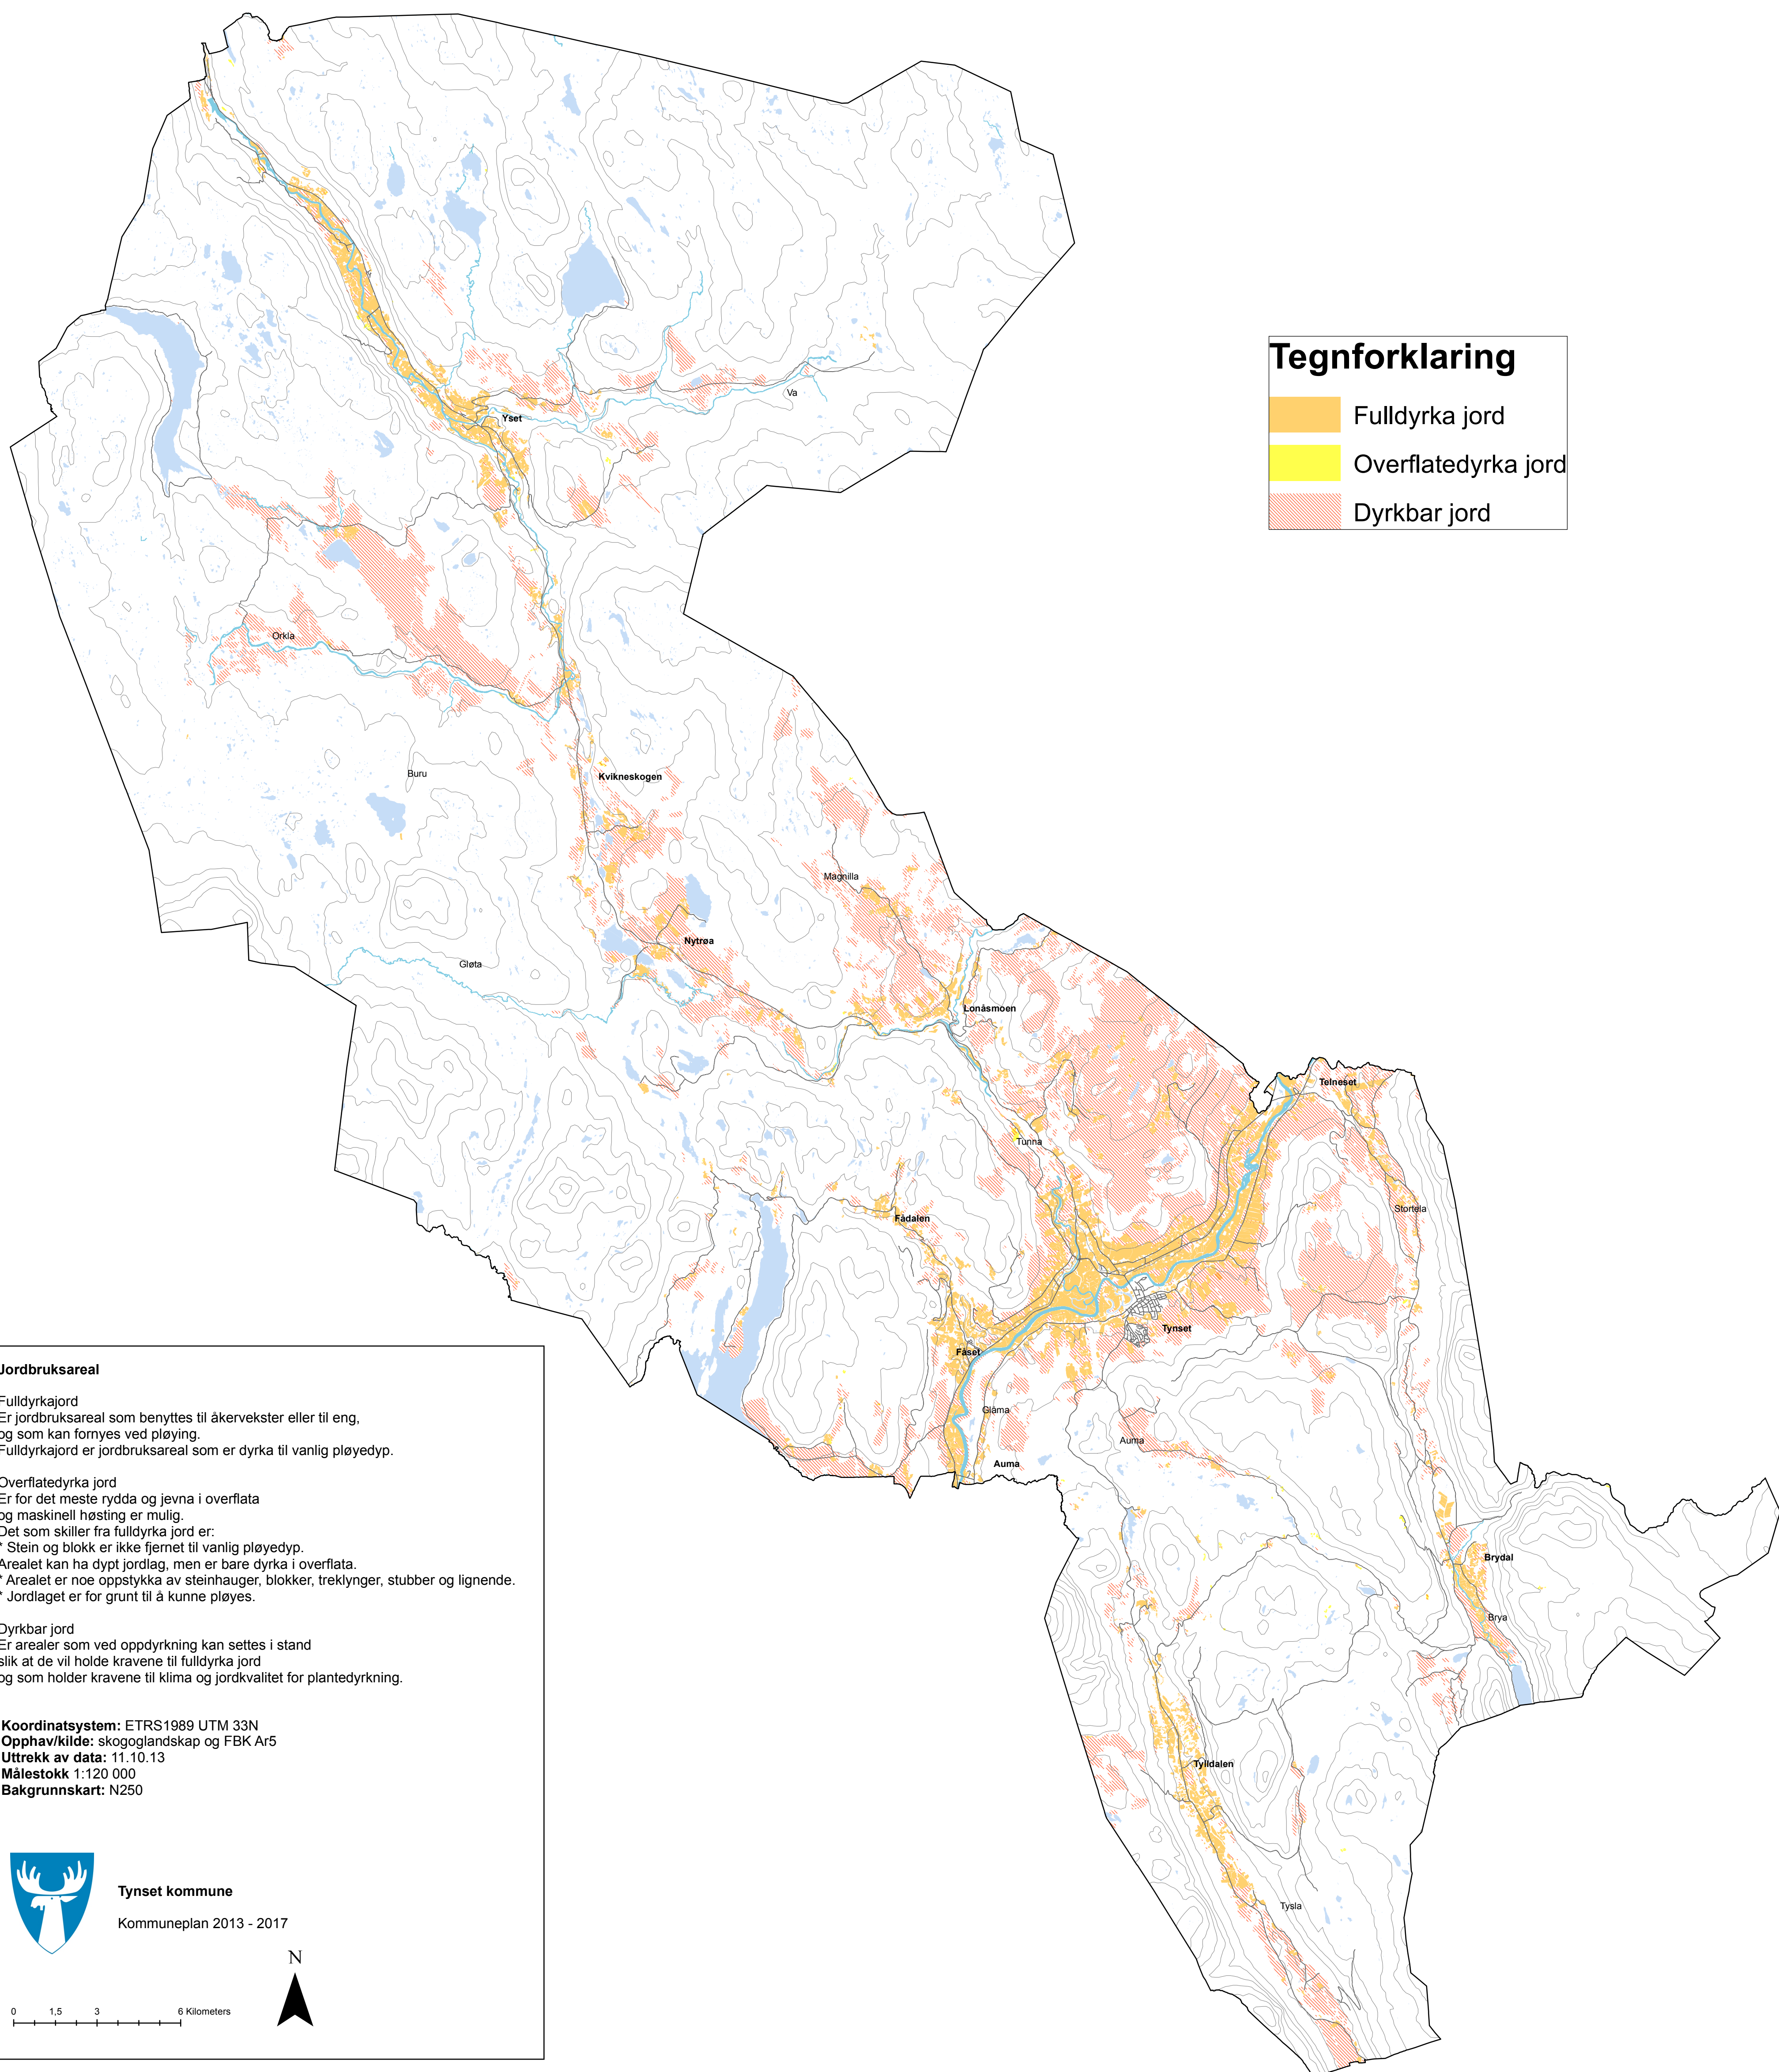 Tegnforklaring
Fulldyrka jord
Overflatedyrka jord
Dyrkbar jord
Va
Yset
Orkla
Buru
Kvikneskogen
Magnilla
Nytrøa
Gløta
Lonåsmoen
Telneset
Tunna
Stortela
Fådalen
Tynset
Fåset
Glåma
Auma
Auma
Brydal
Brya
Tylldalen
Tysla
Jordbruksareal
Fulldyrkajord
Er jordbruksareal som benyttes til åkervekster eller til eng,
og som kan fornyes ved pløying.
Fulldyrkajord er jordbruksareal som er dyrka til vanlig pløyedyp.
Overflatedyrka jord
Er for det meste rydda og jevna i overflata
og maskinell høsting er mulig.
Det som skiller fra fulldyrka jord er:
* Stein og blokk er ikke fjernet til vanlig pløyedyp.
Arealet kan ha dypt jordlag, men er bare dyrka i overflata.
* Arealet er noe oppstykka av steinhauger, blokker, treklynger, stubber og lignende.
* Jordlaget er for grunt til å kunne pløyes.
Dyrkbar jord
Er arealer som ved oppdyrkning kan settes i stand
slik at de vil holde kravene til fulldyrka jord
og som holder kravene til klima og jordkvalitet for plantedyrkning.
Koordinatsystem: ETRS1989 UTM 33N
Opphav/kilde: skogoglandskap og FBK Ar5
Uttrekk av data: 11.10.13
Målestokk 1:120 000
Bakgrunnskart: N250
Tynset kommune
Kommuneplan 2013 - 2017
N
0 1,5 3 6 Kilometers